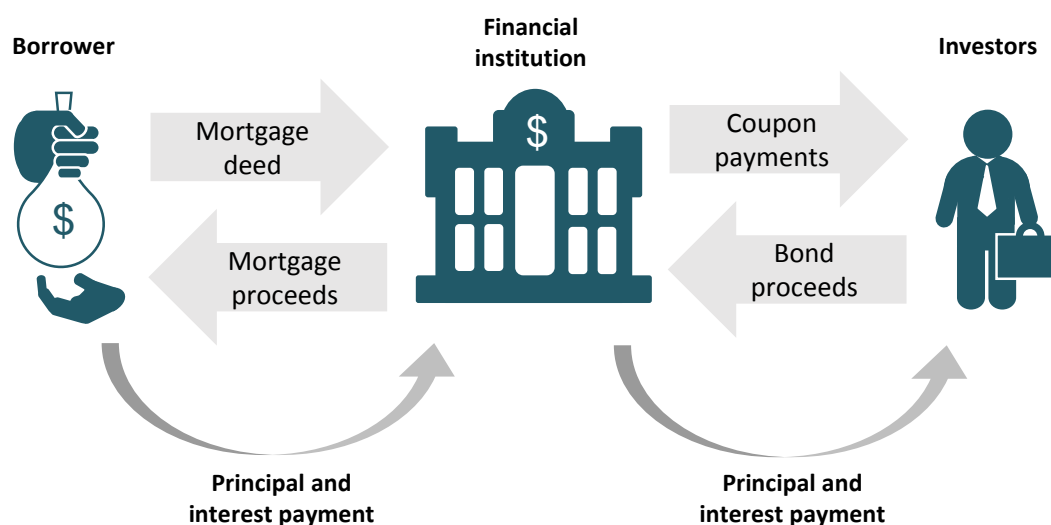 Borrower
Financial
institution
Investors
Mortgage
deed
$
Coupon
payments
$
Mortgage
proceeds
Bond
proceeds
Principal and
interest payment
Principal and
interest payment